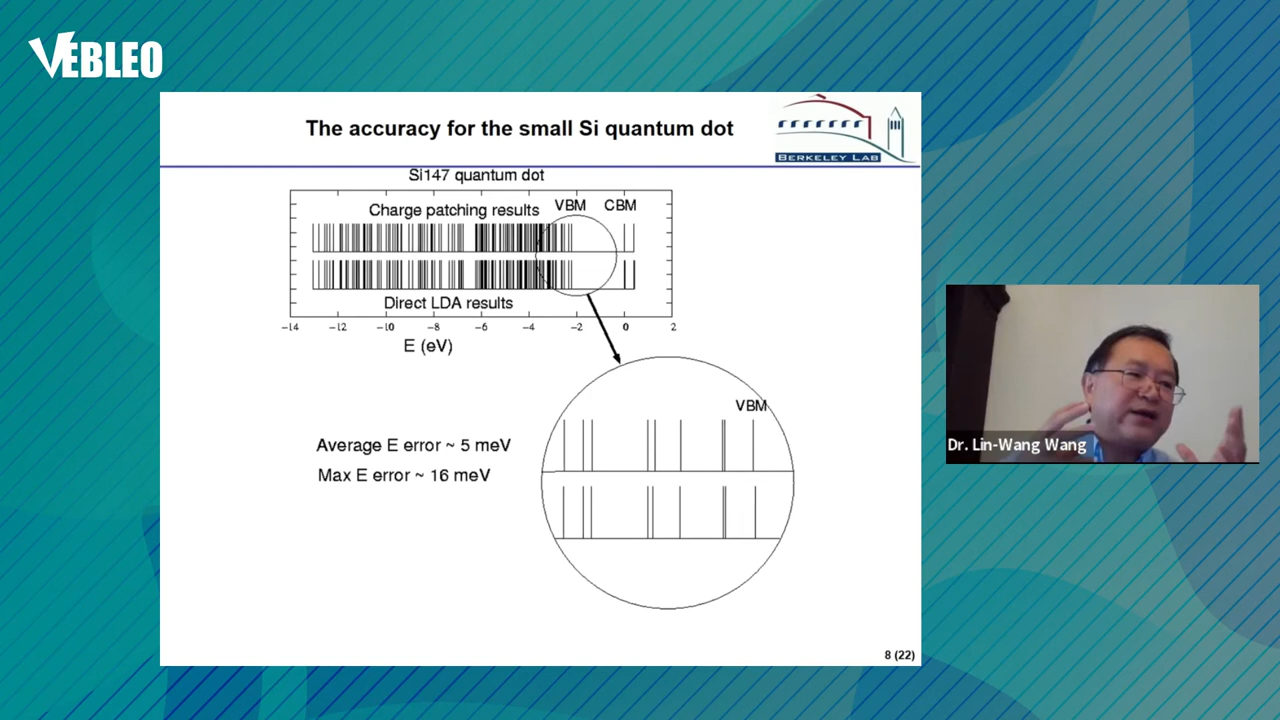 VEBLEO
The accuracy for the small Si quantum dot
BERKELEY LAB
Si147 quantum dot
Charge patching results
VBM
CBM
Direct LDA results
−14 −12 −10 −8 −6 −4 −2 0 2
E (eV)
VBM
Average E error ~ 5 meV
Max E error ~ 16 meV
Dr. Lin-Wang Wang
8 (22)